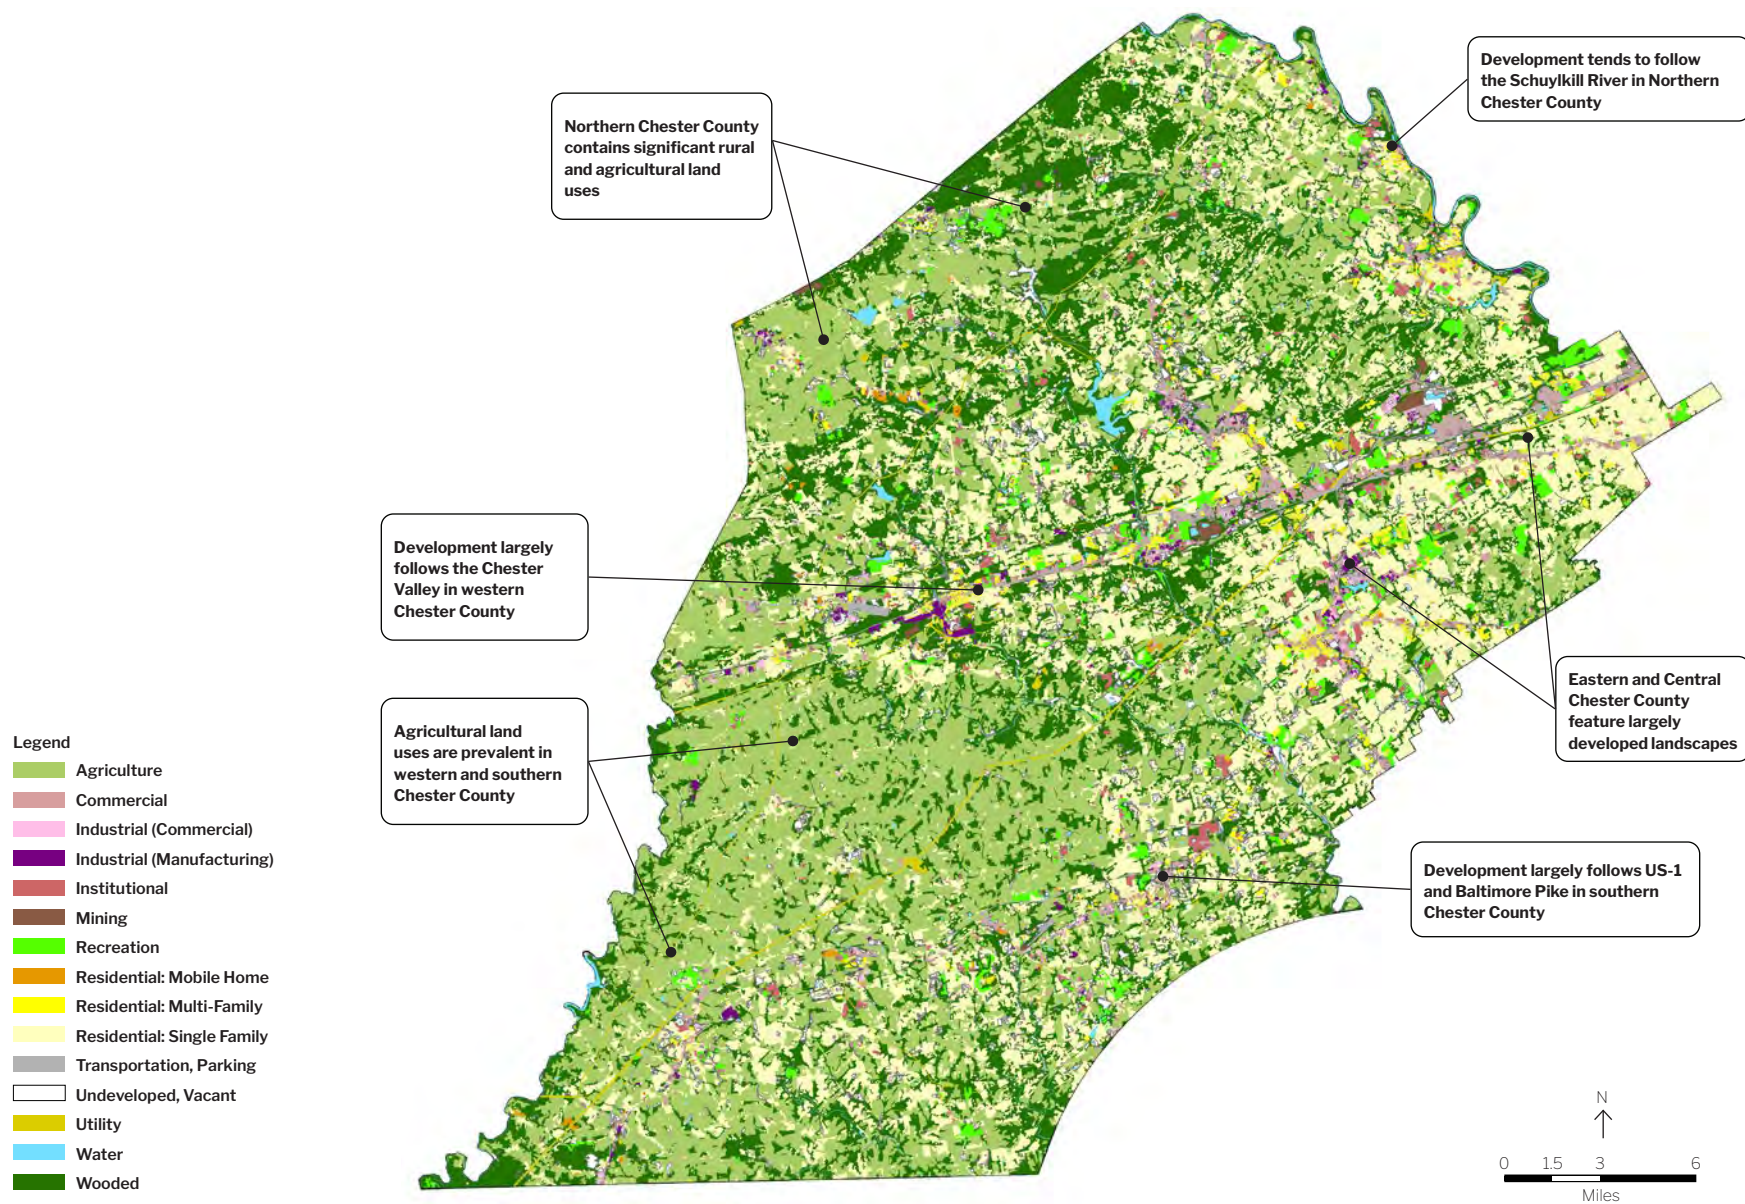 Development tends to follow
the Schuylkill River in Northern
Chester County
Northern Chester County
contains significant rural
and agricultural land
uses
Development largely
follows the Chester
Valley in western
Chester County
Agricultural land
uses are prevalent in
western and southern
Chester County
Eastern and Central
Chester County
feature largely
developed landscapes
Development largely follows US-1
and Baltimore Pike in southern
Chester County
Legend
Agriculture
Commercial
Industrial (Commercial)
Industrial (Manufacturing)
Institutional
Mining
Recreation
Residential: Mobile Home
Residential: Multi-Family
Residential: Single Family
Transportation, Parking
Undeveloped, Vacant
Utility
Water
Wooded
N
0 1.5 3 6
Miles